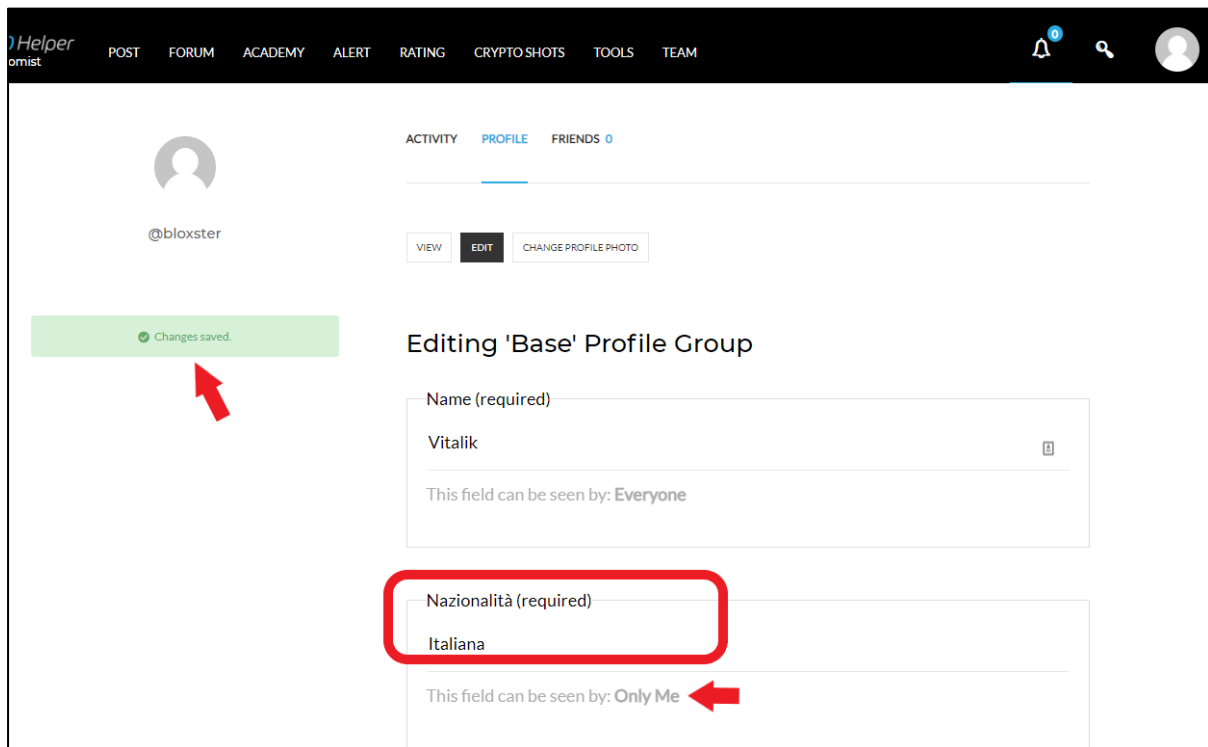 Helper
omist
POST FORUM ACADEMY ALERT RATING CRYPTO SHOTS TOOLS TEAM
0
ACTIVITY PROFILE FRIENDS 0
@bloxster
VIEW EDIT CHANGE PROFILE PHOTO
Changes saved.
Editing 'Base' Profile Group
Name (required)
Vitalik
This field can be seen by: Everyone
Nazionalità (required)
Italiana
This field can be seen by: Only Me